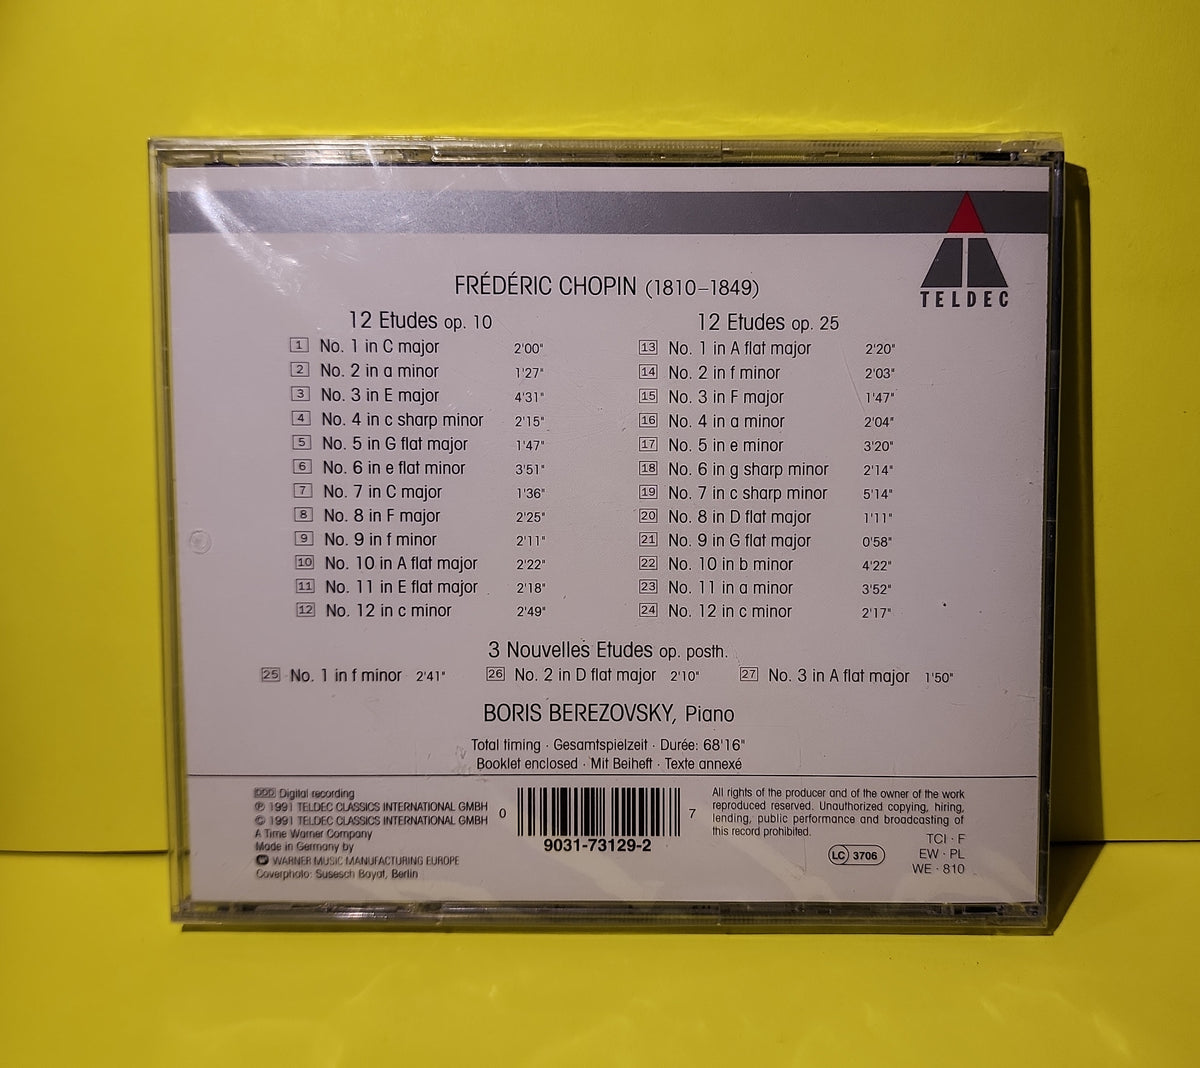 TELDEC
FRÉDÉRIC CHOPIN (1810–1849)
12 Etudes op. 10
1 No. 1 in C major 2'00"
2 No. 2 in a minor 1'27"
3 No. 3 in E major 4'31"
4 No. 4 in c sharp minor 2'15"
5 No. 5 in G flat major 1'47"
6 No. 6 in e flat minor 3'51"
7 No. 7 in C major 1'36"
8 No. 8 in F major 2'25"
9 No. 9 in f minor 2'11"
10 No. 10 in A flat major 2'22"
11 No. 11 in E flat major 2'18"
12 No. 12 in c minor 2'49"
12 Etudes op. 25
13 No. 1 in A flat major 2'20"
14 No. 2 in f minor 2'03"
15 No. 3 in F major 1'47"
16 No. 4 in a minor 2'04"
17 No. 5 in e minor 3'20"
18 No. 6 in g sharp minor 2'14"
19 No. 7 in c sharp minor 5'14"
20 No. 8 in D flat major 1'11"
21 No. 9 in G flat major 0'58"
22 No. 10 in b minor 4'22"
23 No. 11 in a minor 3'52"
24 No. 12 in c minor 2'17"
3 Nouvelles Etudes op. posth.
25 No. 1 in f minor 2'41" 26 No. 2 in D flat major 2'10" 27 No. 3 in A flat major 1'50"
BORIS BEREZOVSKY, Piano
Total timing · Gesamtspielzeit · Durée: 68'16"
Booklet enclosed · Mit Beiheft · Texte annexé
DDD Digital recording
℗ 1991 TELDEC CLASSICS INTERNATIONAL GMBH
© 1991 TELDEC CLASSICS INTERNATIONAL GMBH
A Time Warner Company
Made in Germany by
WARNER MUSIC MANUFACTURING EUROPE
Coverphoto: Susesch Bayat, Berlin
0 7
9031-73129-2
All rights of the producer and of the owner of the work
reproduced reserved. Unauthorized copying, hiring,
lending, public performance and broadcasting of
this record prohibited.
LC 3706
TCI · F
EW · PL
WE · 810